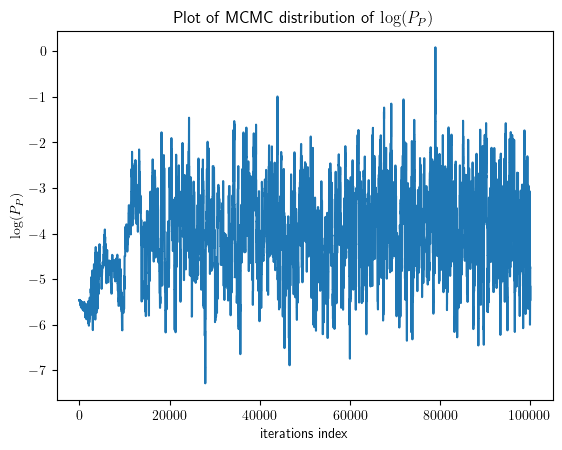 Plot of MCMC distribution of log(P_P)
0
−1
−2
−3
−4
−5
−6
−7
log(P_P)
0 20000 40000 60000 80000 100000
iterations index